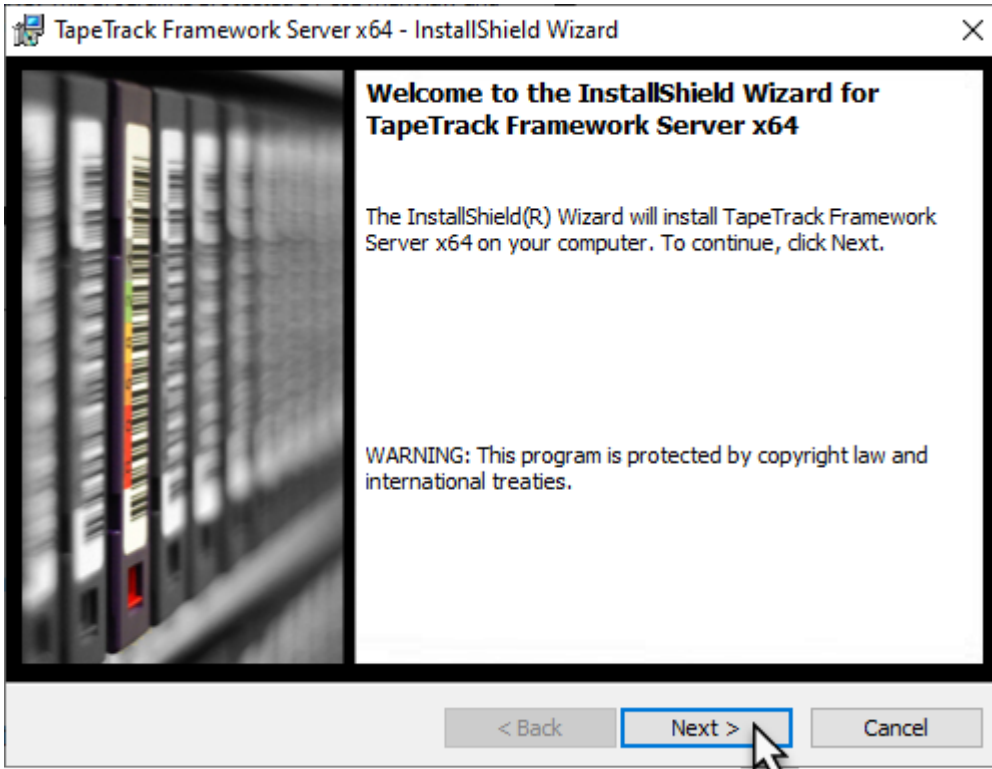 TapeTrack Framework Server x64 - InstallShield Wizard
Welcome to the InstallShield Wizard for
TapeTrack Framework Server x64
The InstallShield(R) Wizard will install TapeTrack Framework
Server x64 on your computer. To continue, click Next.
WARNING: This program is protected by copyright law and
international treaties.
< Back
Next >
Cancel